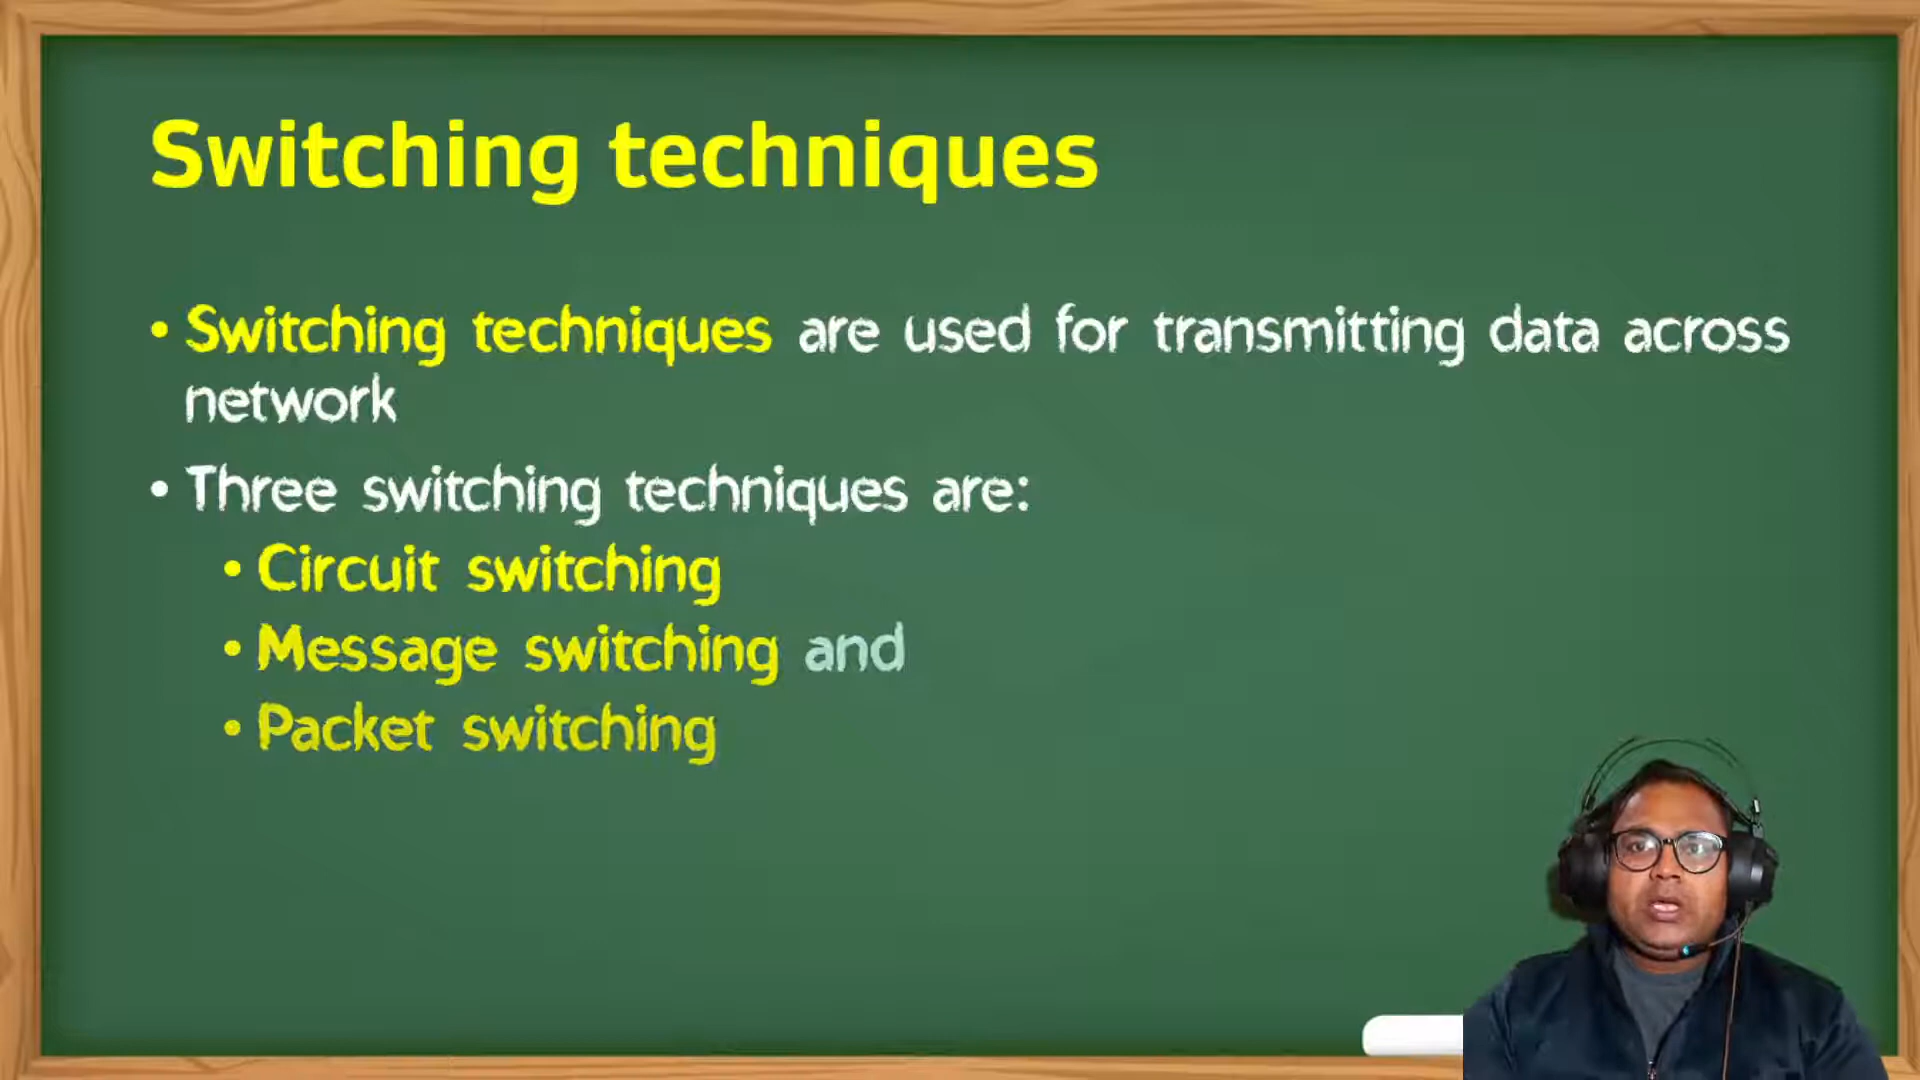 Switching techniques
• Switching techniques are used for transmitting data across
network
• Three switching techniques are:
• Circuit switching
• Message switching and
• Packet switching